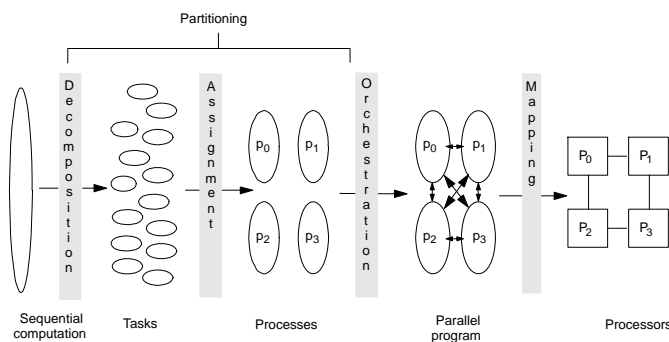 Partitioning
Decomposition
Assignment
Orchestration
Mapping
p0 p1
p2 p3
p0 p1
p2 p3
P0 P1
P2 P3
Sequential
computation
Tasks
Processes
Parallel
program
Processors